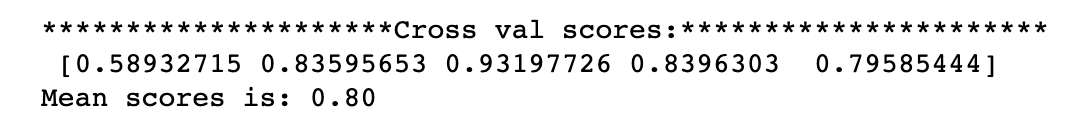 *********************Cross val scores:**********************
[0.58932715 0.83595653 0.93197726 0.8396303  0.79585444]
Mean scores is: 0.80